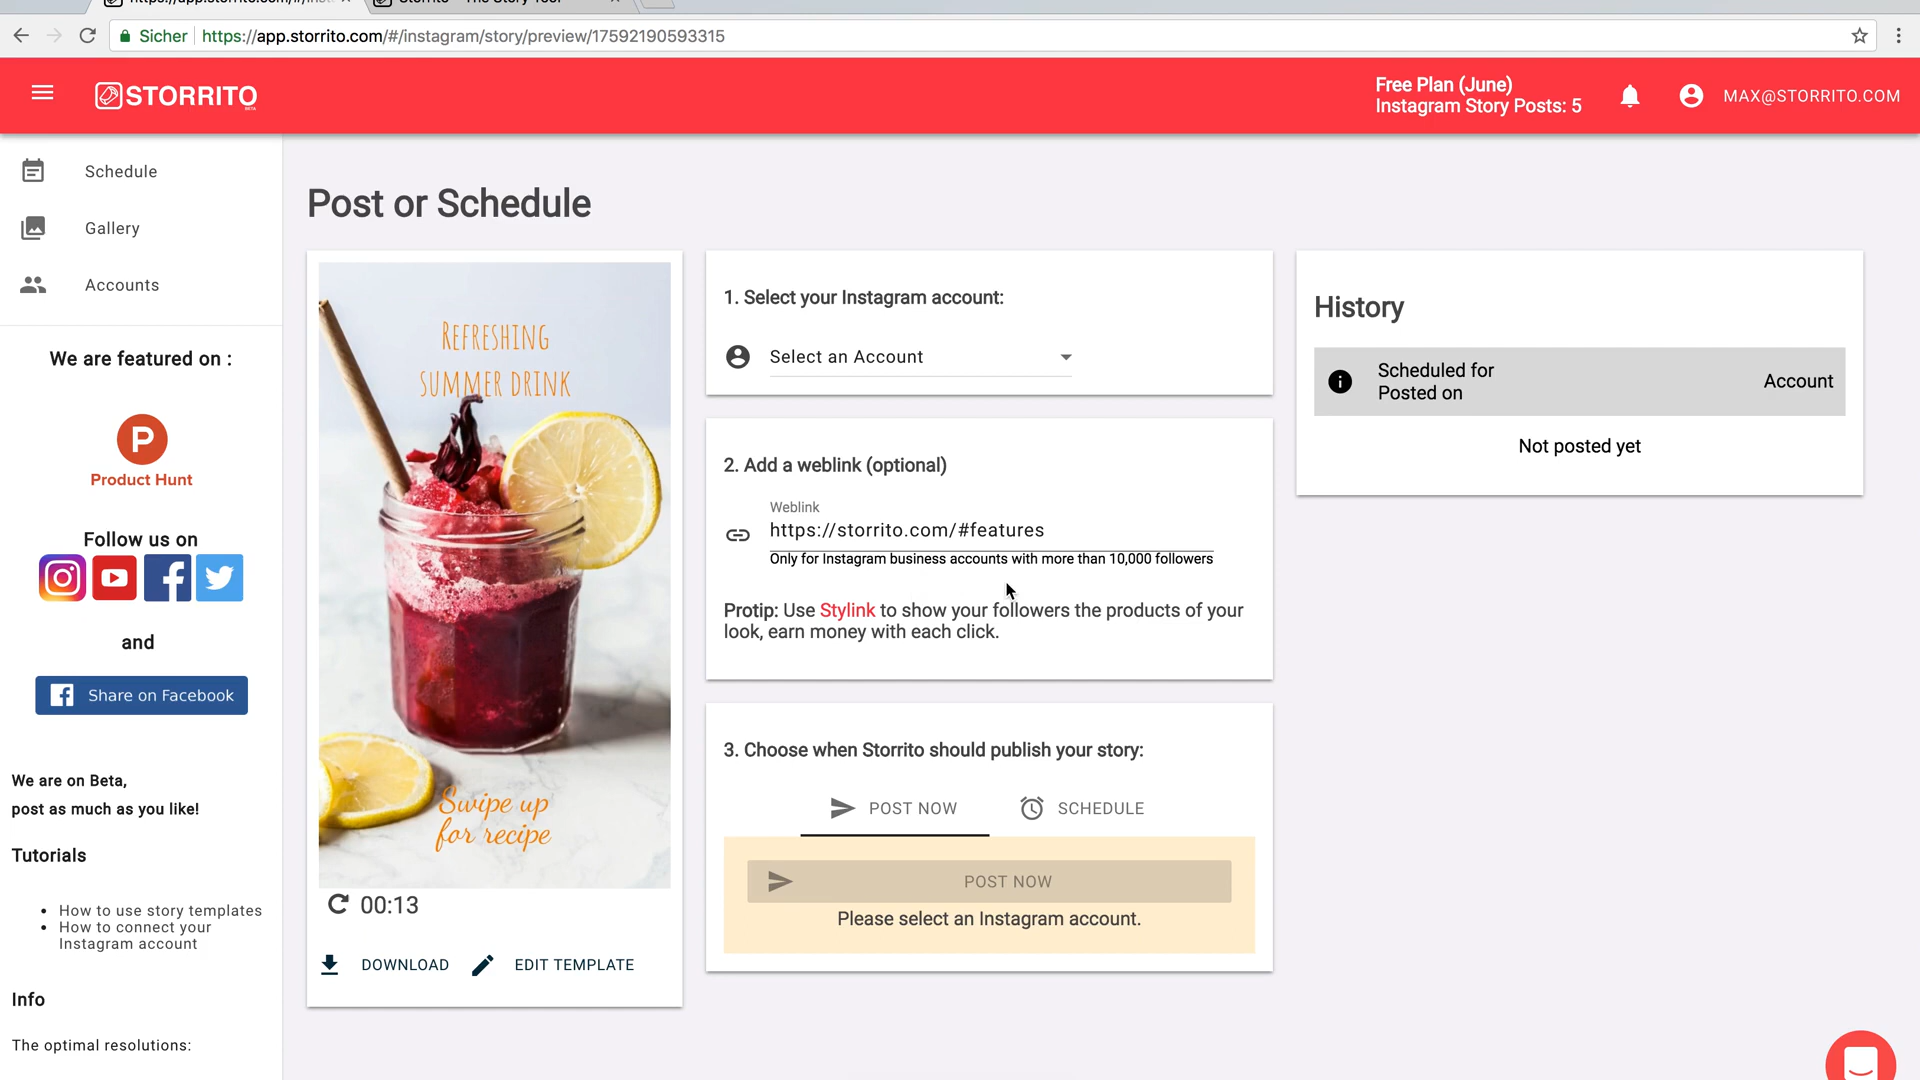 Sicher
https://app.storrito.com/#/instagram/story/preview/17592190593315
STORRITO
BETA
Free Plan (June)
Instagram Story Posts: 5
MAX@STORRITO.COM
Schedule
Gallery
Accounts
We are featured on :
P
Product Hunt
Follow us on
and
Share on Facebook
We are on Beta,
post as much as you like!
Tutorials
How to use story templates
How to connect your
Instagram account
Info
The optimal resolutions:
Post or Schedule
Refreshing
summer drink
Swipe up
for recipe
00:13
DOWNLOAD
EDIT TEMPLATE
1. Select your Instagram account:
Select an Account
2. Add a weblink (optional)
Weblink
https://storrito.com/#features
Only for Instagram business accounts with more than 10,000 followers
Protip: Use Stylink to show your followers the products of your
look, earn money with each click.
3. Choose when Storrito should publish your story:
POST NOW
SCHEDULE
POST NOW
Please select an Instagram account.
History
Scheduled for
Posted on
Account
Not posted yet